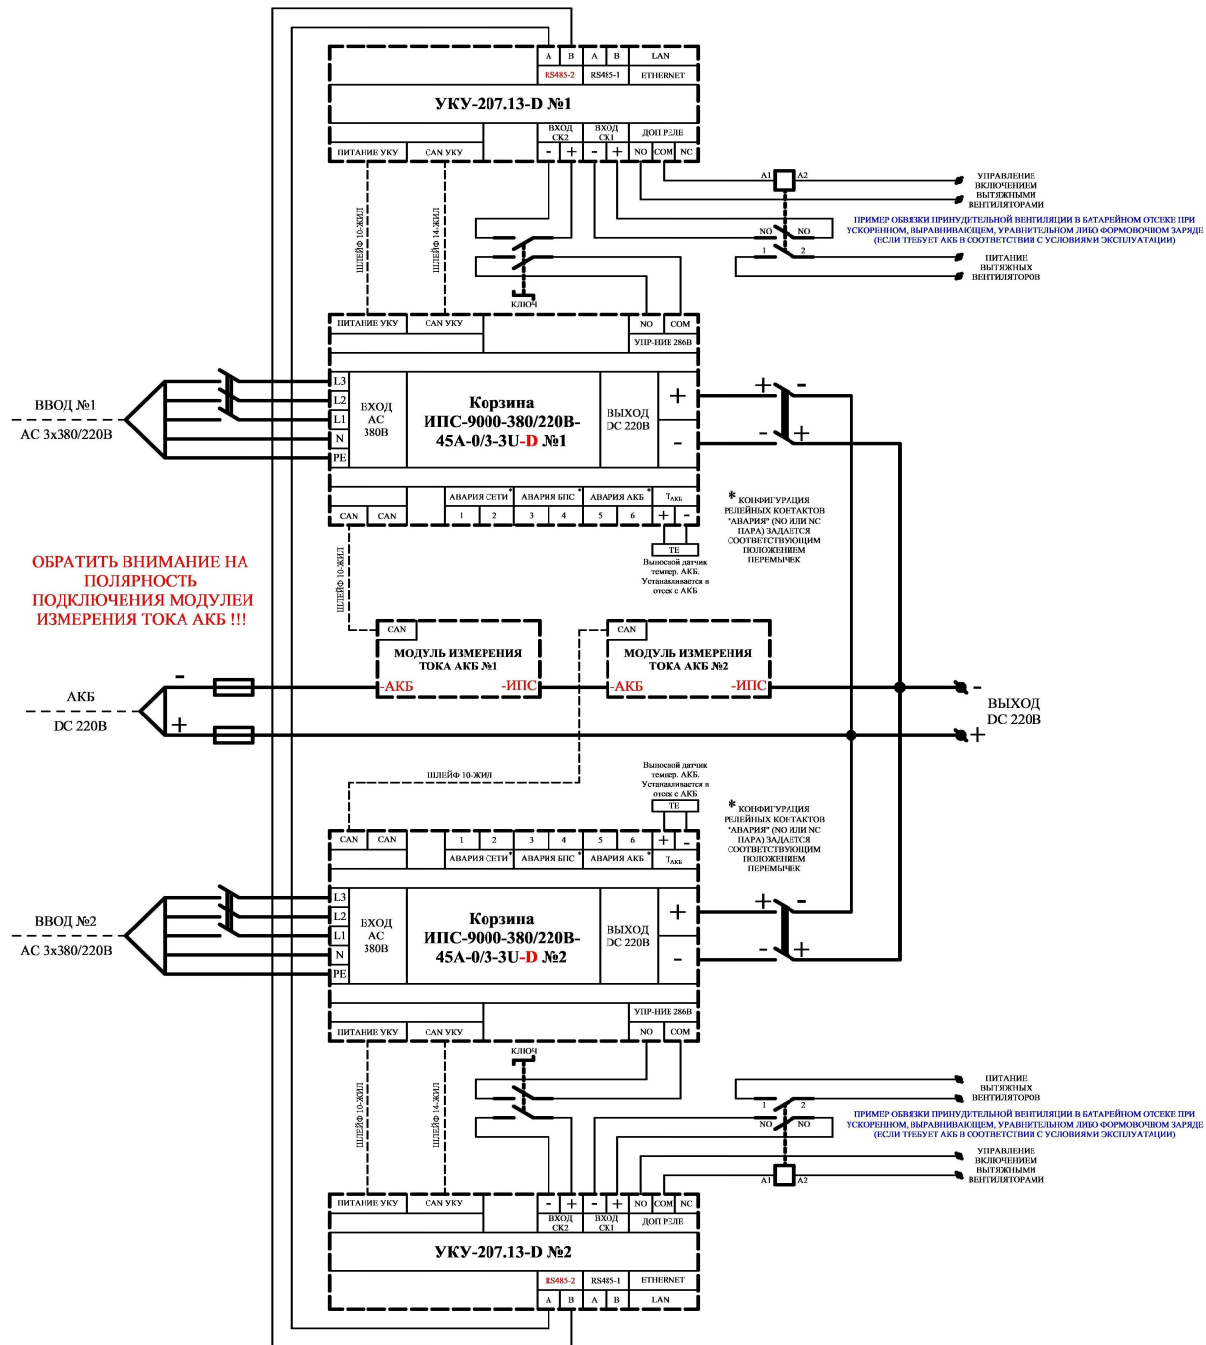 A B A B LAN
RS485-2 RS485-1 ETHERNET
УКУ-207.13-D №1
ВХОД СК2 ВХОД СК1 ДОП РЕЛЕ
ПИТАНИЕ УКУ CAN УКУ - + - + NO COM NC
A1 A2
УПРАВЛЕНИЕ
ВКЛЮЧЕНИЕМ
ВЫТЯЖНЫМИ
ВЕНТИЛЯТОРАМИ
ПРИМЕР ОБВЯЗКИ ПРИНУДИТЕЛЬНОЙ ВЕНТИЛЯЦИИ В БАТАРЕЙНОМ ОТСЕКЕ ПРИ
УСКОРЕННОМ, ВЫРАВНИВАЮЩЕМ, УРАВНИТЕЛЬНОМ ЛИБО ФОРМОВОЧНОМ ЗАРЯДЕ
(ЕСЛИ ТРЕБУЕТ АКБ В СООТВЕТСТВИИ С УСЛОВИЯМИ ЭКСПЛУАТАЦИИ)
NO NO
1 2
ПИТАНИЕ
ВЫТЯЖНЫХ
ВЕНТИЛЯТОРОВ
ШЛЕЙФ 10-ЖИЛ
ШЛЕЙФ 14-ЖИЛ
КЛЮЧ
ПИТАНИЕ УКУ CAN УКУ NO COM
УПР-НИЕ 286В
ВВОД №1
AC 3x380/220В
L3
L2
L1
N
PE
ВХОД
AC
380В
Корзина
ИПС-9000-380/220В-
45А-0/3-3U-D №1
ВЫХОД
DC 220В
+
-
+ -
- +
АВАРИЯ СЕТИ* АВАРИЯ БПС* АВАРИЯ АКБ* TАКБ
CAN CAN 1 2 3 4 5 6 + -
TE
Выносной датчик
темпер. АКБ.
Устанавливается в
отсек с АКБ
* КОНФИГУРАЦИЯ
РЕЛЕЙНЫХ КОНТАКТОВ
"АВАРИЯ" (NO ИЛИ NC
ПАРА) ЗАДАЕТСЯ
СООТВЕТСТВУЮЩИМ
ПОЛОЖЕНИЕМ
ПЕРЕМЫЧЕК
ШЛЕЙФ 10-ЖИЛ
ОБРАТИТЬ ВНИМАНИЕ НА
ПОЛЯРНОСТЬ
ПОДКЛЮЧЕНИЯ МОДУЛЕЙ
ИЗМЕРЕНИЯ ТОКА АКБ !!!
CAN
МОДУЛЬ ИЗМЕРЕНИЯ
ТОКА АКБ №1
-АКБ -ИПС
CAN
МОДУЛЬ ИЗМЕРЕНИЯ
ТОКА АКБ №2
-АКБ -ИПС
АКБ
DC 220В
-
+
-
+
ВЫХОД
DC 220В
ШЛЕЙФ 10-ЖИЛ
Выносной датчик
темпер. АКБ.
Устанавливается в
отсек с АКБ
TE
* КОНФИГУРАЦИЯ
РЕЛЕЙНЫХ КОНТАКТОВ
"АВАРИЯ" (NO ИЛИ NC
ПАРА) ЗАДАЕТСЯ
СООТВЕТСТВУЮЩИМ
ПОЛОЖЕНИЕМ
ПЕРЕМЫЧЕК
CAN CAN 1 2 3 4 5 6 + -
АВАРИЯ СЕТИ* АВАРИЯ БПС* АВАРИЯ АКБ* TАКБ
ВВОД №2
AC 3x380/220В
L3
L2
L1
N
PE
ВХОД
AC
380В
Корзина
ИПС-9000-380/220В-
45А-0/3-3U-D №2
ВЫХОД
DC 220В
+
-
+ -
- +
УПР-НИЕ 286В
ПИТАНИЕ УКУ CAN УКУ NO COM
КЛЮЧ
ШЛЕЙФ 10-ЖИЛ
ШЛЕЙФ 14-ЖИЛ
ПИТАНИЕ
ВЫТЯЖНЫХ
ВЕНТИЛЯТОРОВ
1 2
NO NO
ПРИМЕР ОБВЯЗКИ ПРИНУДИТЕЛЬНОЙ ВЕНТИЛЯЦИИ В БАТАРЕЙНОМ ОТСЕКЕ ПРИ
УСКОРЕННОМ, ВЫРАВНИВАЮЩЕМ, УРАВНИТЕЛЬНОМ ЛИБО ФОРМОВОЧНОМ ЗАРЯДЕ
(ЕСЛИ ТРЕБУЕТ АКБ В СООТВЕТСТВИИ С УСЛОВИЯМИ ЭКСПЛУАТАЦИИ)
УПРАВЛЕНИЕ
ВКЛЮЧЕНИЕМ
ВЫТЯЖНЫМИ
ВЕНТИЛЯТОРАМИ
A1 A2
ПИТАНИЕ УКУ CAN УКУ - + - + NO COM NC
ВХОД СК2 ВХОД СК1 ДОП РЕЛЕ
УКУ-207.13-D №2
RS485-2 RS485-1 ETHERNET
A B A B LAN